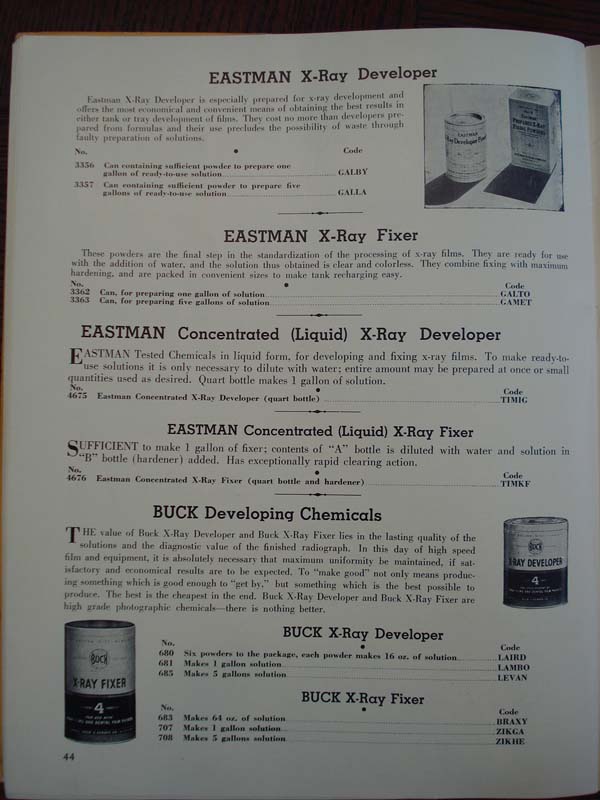 EASTMAN X-Ray Developer
Eastman X-Ray Developer is especially prepared for x-ray development and
offers the most economical and convenient means of obtaining the best results in
either tank or tray development of films. They cost no more than developers pre-
pared from formulas and their use precludes the possibility of waste through
faulty preparation of solutions.
No. Code
3356 Can containing sufficient powder to prepare one
gallon of ready-to-use solution GALBY
3357 Can containing sufficient powder to prepare five
gallons of ready-to-use solution GALLA
EASTMAN
X-Ray Developer
EASTMAN X-Ray Fixer
These powders are the final step in the standardization of the processing of x-ray films. They are ready for use
with the addition of water, and the solution thus obtained is clear and colorless. They combine fixing with maximum
hardening, and are packed in convenient sizes to make tank recharging easy.
No. Code
3362 Can, for preparing one gallon of solution GALTO
3363 Can, for preparing five gallons of solution GAMET
EASTMAN Concentrated (Liquid) X-Ray Developer
EASTMAN Tested Chemicals in liquid form, for developing and fixing x-ray films. To make ready-to-
use solutions it is only necessary to dilute with water; entire amount may be prepared at once or small
quantities used as desired. Quart bottle makes 1 gallon of solution.
No. Code
4675 Eastman Concentrated X-Ray Developer (quart bottle) TIMIG
EASTMAN Concentrated (Liquid) X-Ray Fixer
SUFFICIENT to make 1 gallon of fixer; contents of "A" bottle is diluted with water and solution in
"B" bottle (hardener) added. Has exceptionally rapid clearing action.
No. Code
4676 Eastman Concentrated X-Ray Fixer (quart bottle and hardener) TIMKF
BUCK Developing Chemicals
THE value of Buck X-Ray Developer and Buck X-Ray Fixer lies in the lasting quality of the
solutions and the diagnostic value of the finished radiograph. In this day of high speed
film and equipment, it is absolutely necessary that maximum uniformity be maintained, if sat-
isfactory and economical results are to be expected. To "make good" not only means produc-
ing something which is good enough to "get by," but something which is the best possible to
produce. The best is the cheapest in the end. Buck X-Ray Developer and Buck X-Ray Fixer are
high grade photographic chemicals—there is nothing better.
BUCK
X-RAY DEVELOPER
4
BUCK
X-RAY FIXER
4
FOR USE WITH
BUCK X-Ray Developer
No. Code
680 Six powders to the package, each powder makes 16 oz. of solution LAIRD
681 Makes 1 gallon solution LAMBO
685 Makes 5 gallons solution LEVAN
BUCK X-Ray Fixer
No. Code
683 Makes 64 oz. of solution BRAXY
707 Makes 1 gallon solution ZIKGA
708 Makes 5 gallons solution ZIKHE
44